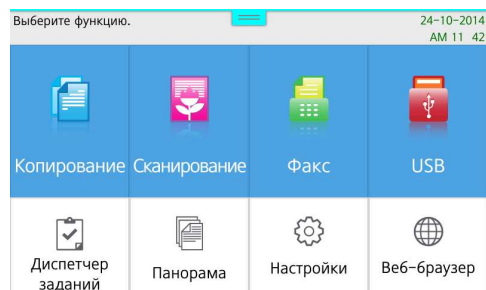 Выберите функцию.
24-10-2014
AM 11 42
Копирование Сканирование Факс USB
Диспетчер заданий
Панорама
Настройки
Веб-браузер